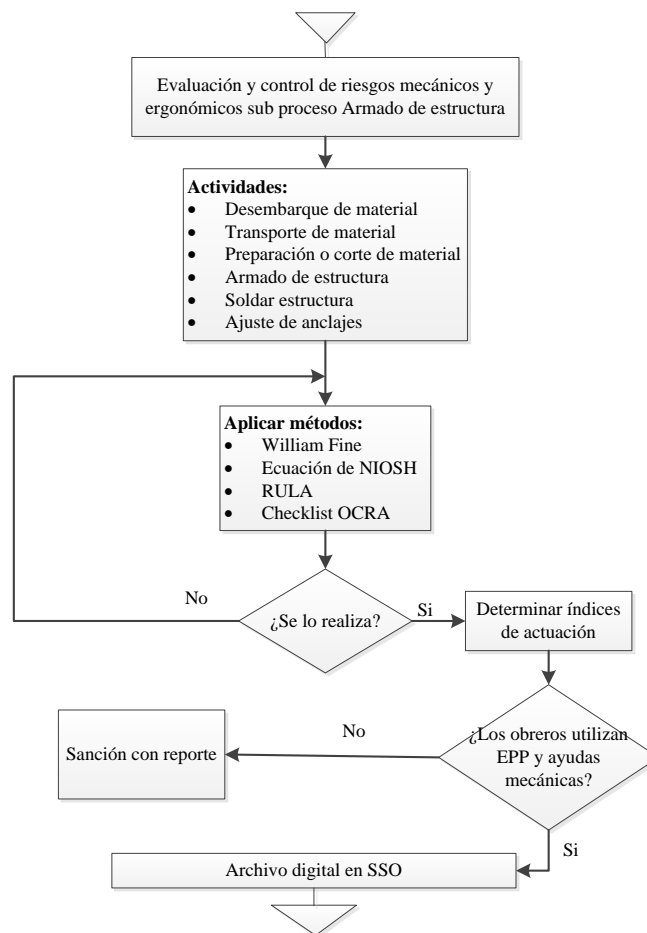 Evaluación y control de riesgos mecánicos y
ergonómicos sub proceso Armado de estructura
Actividades:
• Desembarque de material
• Transporte de material
• Preparación o corte de material
• Armado de estructura
• Soldar estructura
• Ajuste de anclajes
Aplicar métodos:
• William Fine
• Ecuación de NIOSH
• RULA
• Checklist OCRA
No
¿Se lo realiza?
Si
Determinar índices
de actuación
Sanción con reporte
No
¿Los obreros utilizan
EPP y ayudas
mecánicas?
Si
Archivo digital en SSO